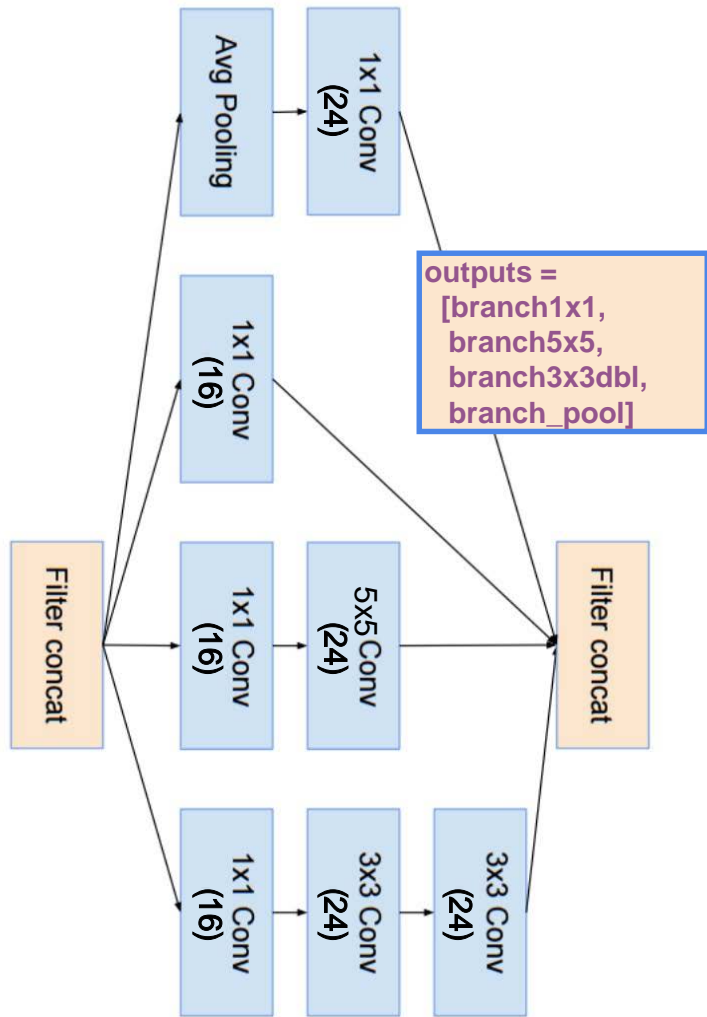 Avg Pooling
1x1 Conv
(24)
outputs =
[branch1x1,
branch5x5,
branch3x3dbl,
branch_pool]
1x1 Conv
(16)
Filter concat
1x1 Conv
(16)
5x5 Conv
(24)
Filter concat
1x1 Conv
(16)
3x3 Conv
(24)
3x3 Conv
(24)